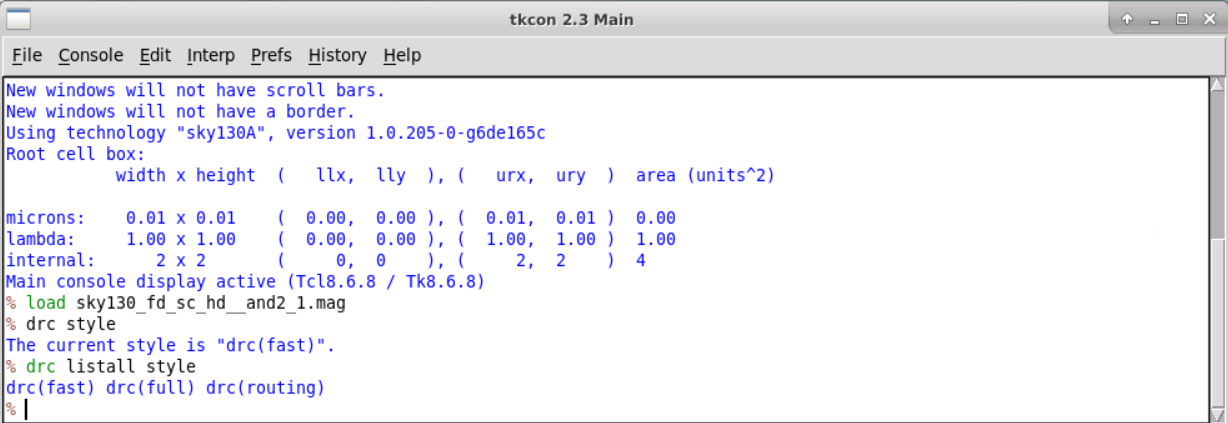 tkcon 2.3 Main
File Console Edit Interp Prefs History Help
New windows will not have scroll bars.
New windows will not have a border.
Using technology "sky130A", version 1.0.205-0-g6de165c
Root cell box:
width x height ( llx, lly ), ( urx, ury ) area (units^2)
microns: 0.01 x 0.01 ( 0.00, 0.00 ), ( 0.01, 0.01 ) 0.00
lambda: 1.00 x 1.00 ( 0.00, 0.00 ), ( 1.00, 1.00 ) 1.00
internal: 2 x 2 ( 0, 0 ), ( 2, 2 ) 4
Main console display active (Tcl8.6.8 / Tk8.6.8)
% load sky130_fd_sc_hd__and2_1.mag
% drc style
The current style is "drc(fast)".
% drc listall style
drc(fast) drc(full) drc(routing)
%